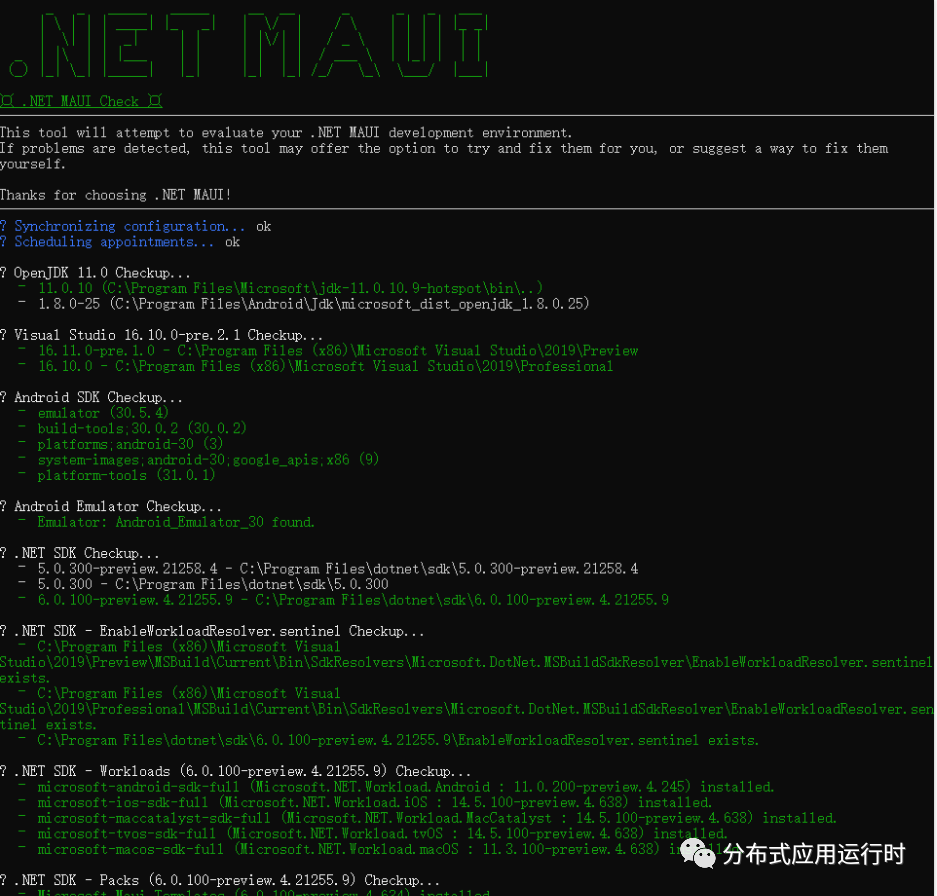 .NET MAUI
¤ .NET MAUI Check ¤
This tool will attempt to evaluate your .NET MAUI development environment.
If problems are detected, this tool may offer the option to try and fix them for you, or suggest a way to fix them
yourself.
Thanks for choosing .NET MAUI!
? Synchronizing configuration... ok
? Scheduling appointments... ok
? OpenJDK 11.0 Checkup...
- 11.0.10 (C:\Program Files\Microsoft\jdk-11.0.10.9-hotspot\bin\..)
- 1.8.0-25 (C:\Program Files\Android\Jdk\microsoft_dist_openjdk_1.8.0.25)
? Visual Studio 16.10.0-pre.2.1 Checkup...
- 16.11.0-pre.1.0 - C:\Program Files (x86)\Microsoft Visual Studio\2019\Preview
- 16.10.0 - C:\Program Files (x86)\Microsoft Visual Studio\2019\Professional
? Android SDK Checkup...
- emulator (30.5.4)
- build-tools;30.0.2 (30.0.2)
- platforms;android-30 (3)
- system-images;android-30;google_apis;x86 (9)
- platform-tools (31.0.1)
? Android Emulator Checkup...
- Emulator: Android_Emulator_30 found.
? .NET SDK Checkup...
- 5.0.300-preview.21258.4 - C:\Program Files\dotnet\sdk\5.0.300-preview.21258.4
- 5.0.300 - C:\Program Files\dotnet\sdk\5.0.300
- 6.0.100-preview.4.21255.9 - C:\Program Files\dotnet\sdk\6.0.100-preview.4.21255.9
? .NET SDK - EnableWorkloadResolver.sentinel Checkup...
- C:\Program Files (x86)\Microsoft Visual
Studio\2019\Preview\MSBuild\Current\Bin\SdkResolvers\Microsoft.DotNet.MSBuildSdkResolver\EnableWorkloadResolver.sentinel
exists.
- C:\Program Files (x86)\Microsoft Visual
Studio\2019\Professional\MSBuild\Current\Bin\SdkResolvers\Microsoft.DotNet.MSBuildSdkResolver\EnableWorkloadResolver.sen
tinel exists.
- C:\Program Files\dotnet\sdk\6.0.100-preview.4.21255.9\EnableWorkloadResolver.sentinel exists.
? .NET SDK - Workloads (6.0.100-preview.4.21255.9) Checkup...
- microsoft-android-sdk-full (Microsoft.NET.Workload.Android : 11.0.200-preview.4.245) installed.
- microsoft-ios-sdk-full (Microsoft.NET.Workload.iOS : 14.5.100-preview.4.638) installed.
- microsoft-maccatalyst-sdk-full (Microsoft.NET.Workload.MacCatalyst : 14.5.100-preview.4.638) installed.
- microsoft-tvos-sdk-full (Microsoft.NET.Workload.tvOS : 14.5.100-preview.4.638) installed.
- microsoft-macos-sdk-full (Microsoft.NET.Workload.macOS : 11.3.100-preview.4.638)
分布式应用运行时
? .NET SDK - Packs (6.0.100-preview.4.21255.9) Checkup...